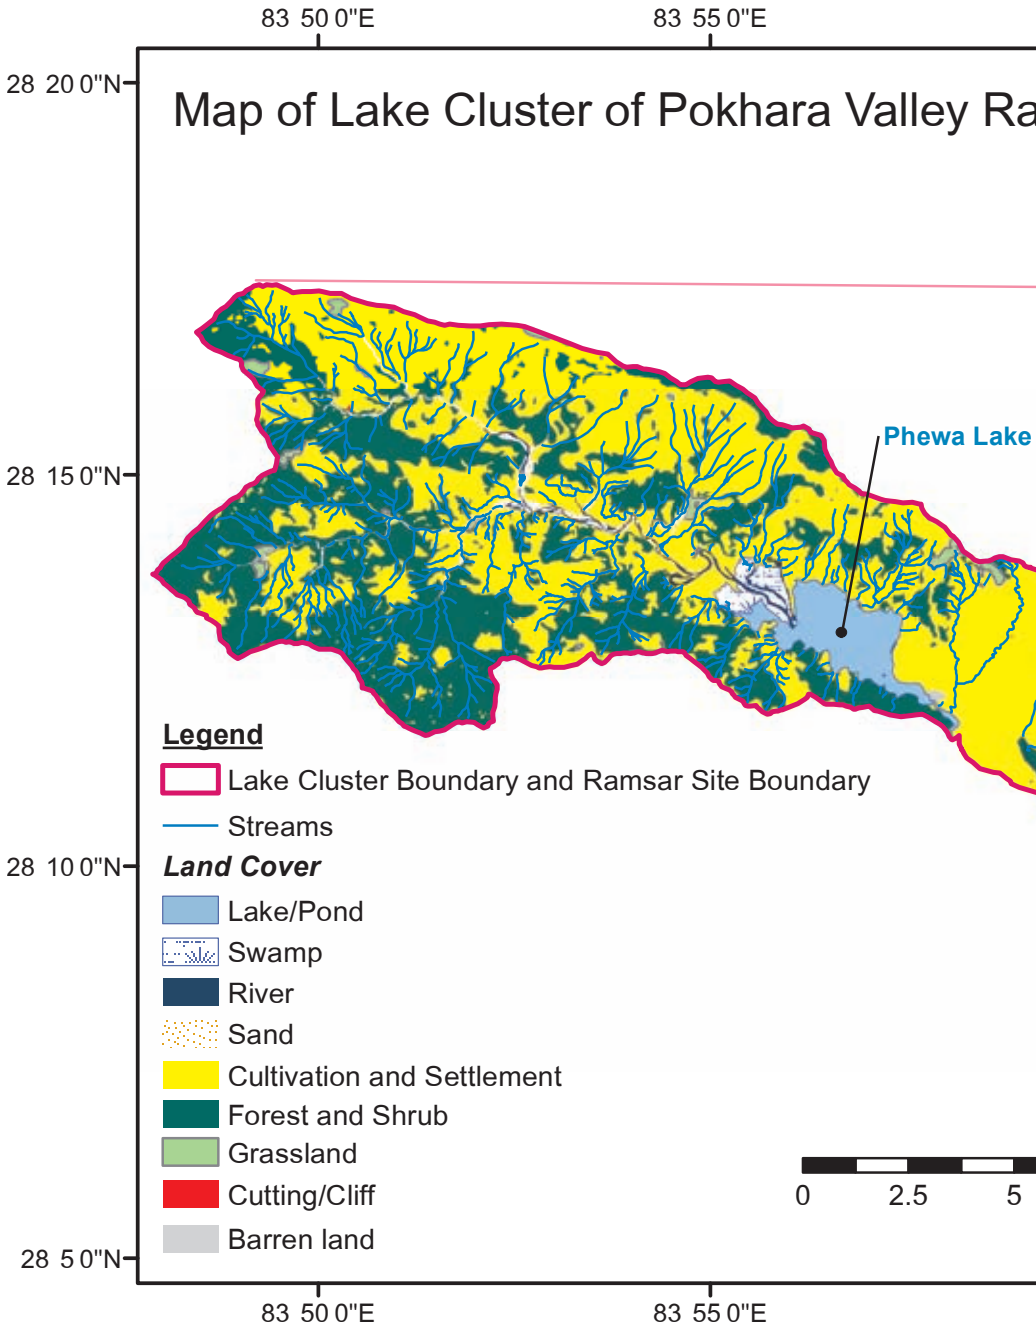 83 50 0"E 83 55 0"E
28 20 0"N
Map of Lake Cluster of Pokhara Valley Ra
Phewa Lake
28 15 0"N
Legend
Lake Cluster Boundary and Ramsar Site Boundary
Streams
28 10 0"N
Land Cover
Lake/Pond
Swamp
River
Sand
Cultivation and Settlement
Forest and Shrub
Grassland
Cutting/Cliff
0 2.5 5
Barren land
28 5 0"N
83 50 0"E 83 55 0"E